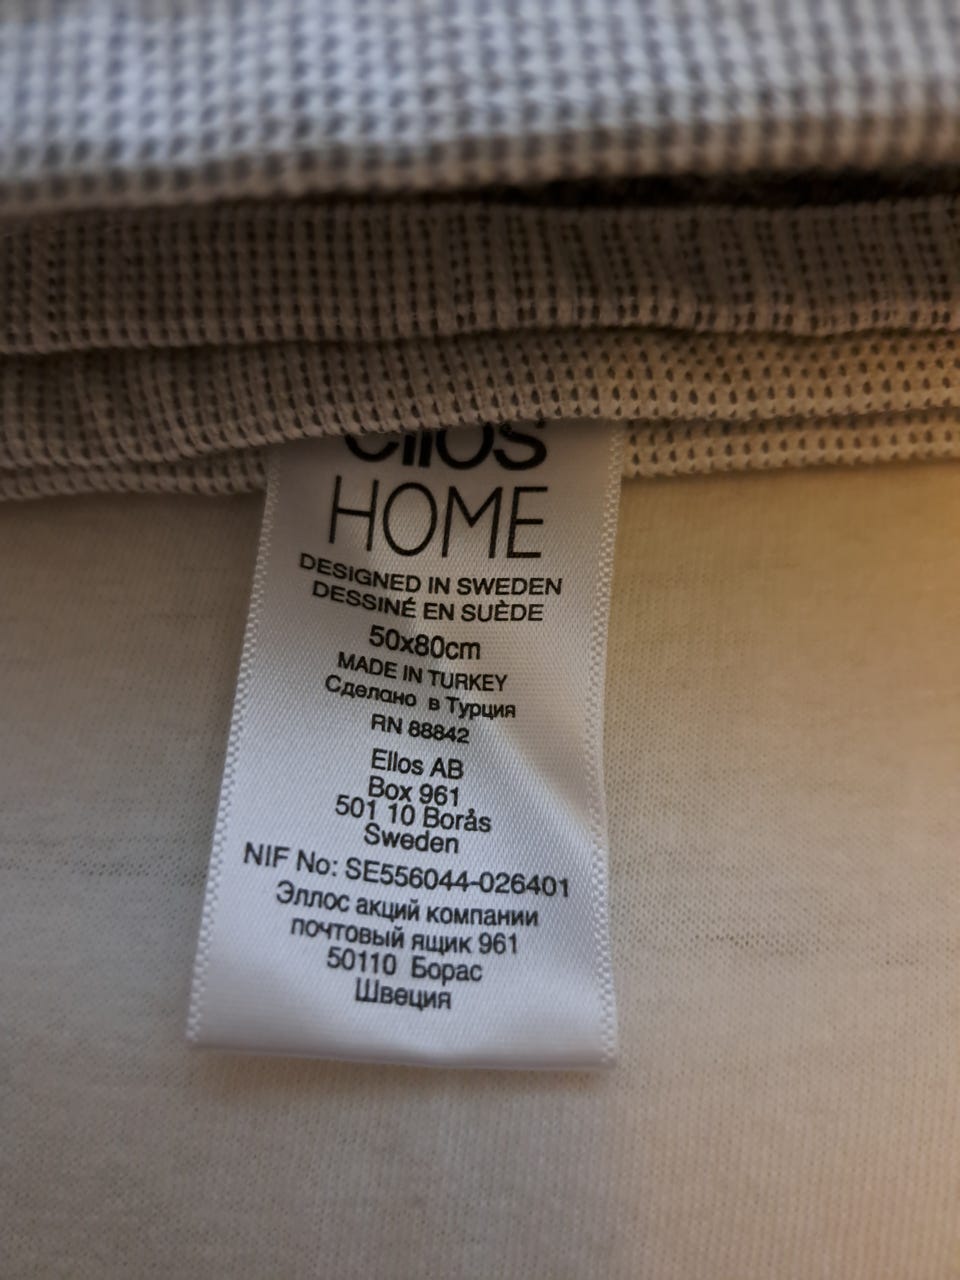 ellos
HOME
DESIGNED IN SWEDEN
DESSINÉ EN SUÈDE
50x80cm
MADE IN TURKEY
Сделано в Турция
RN 88842
Ellos AB
Box 961
501 10 Borås
Sweden
NIF No: SE556044-026401
Эллос акций компании
почтовый ящик 961
50110 Борас
Швеция